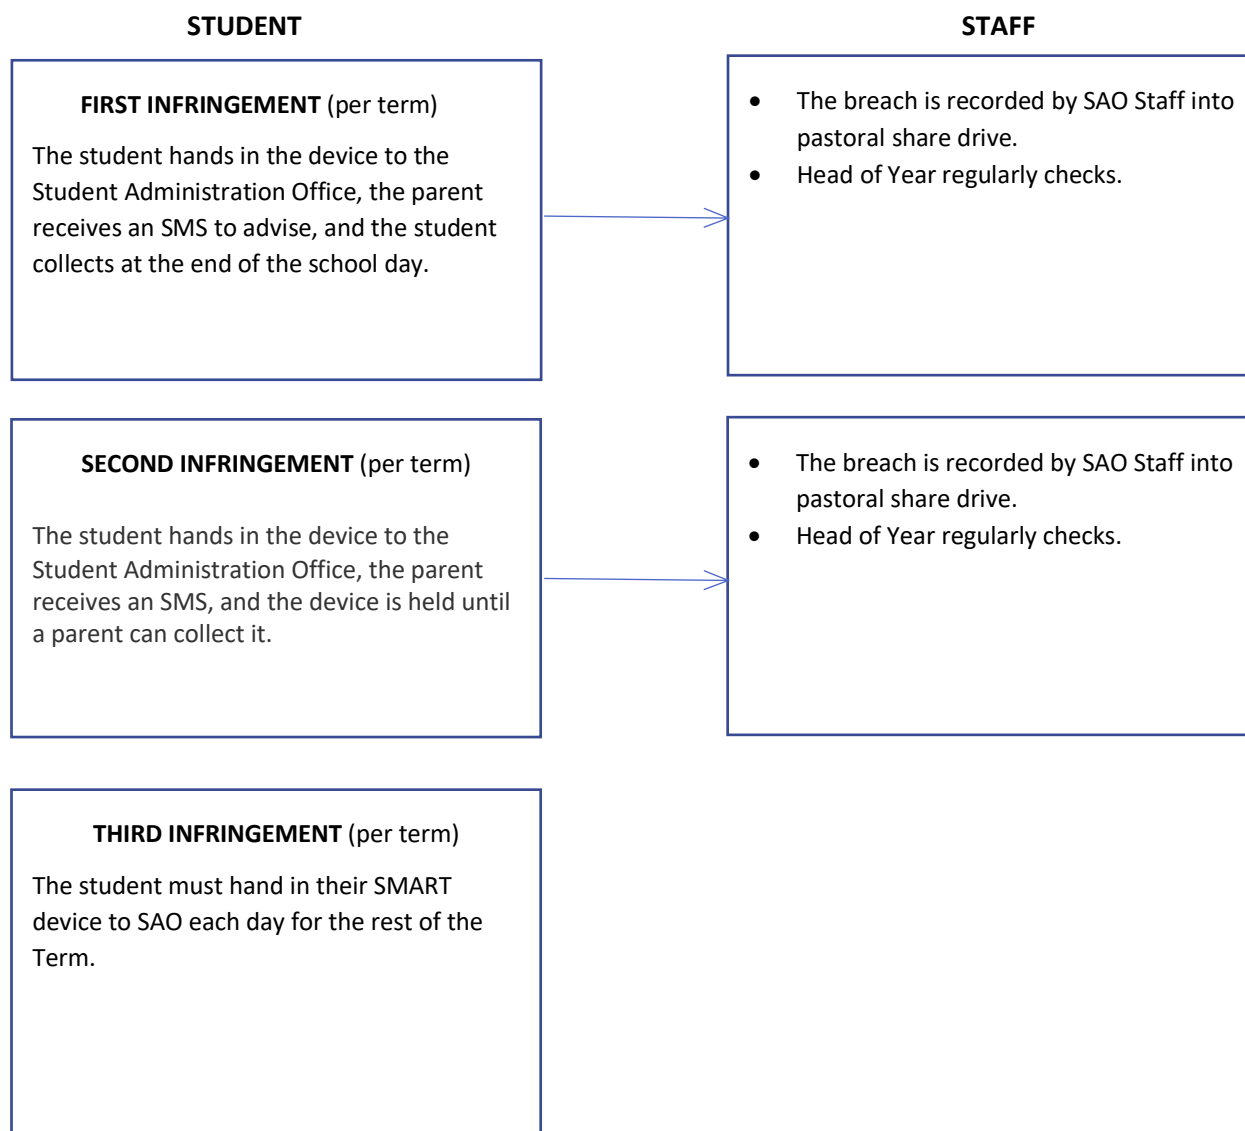 STUDENT
STAFF
FIRST INFRINGEMENT (per term)
The student hands in the device to the
Student Administration Office, the parent
receives an SMS to advise, and the student
collects at the end of the school day.
• The breach is recorded by SAO Staff into
pastoral share drive.
• Head of Year regularly checks.
SECOND INFRINGEMENT (per term)
The student hands in the device to the
Student Administration Office, the parent
receives an SMS, and the device is held until
a parent can collect it.
• The breach is recorded by SAO Staff into
pastoral share drive.
• Head of Year regularly checks.
THIRD INFRINGEMENT (per term)
The student must hand in their SMART
device to SAO each day for the rest of the
Term.